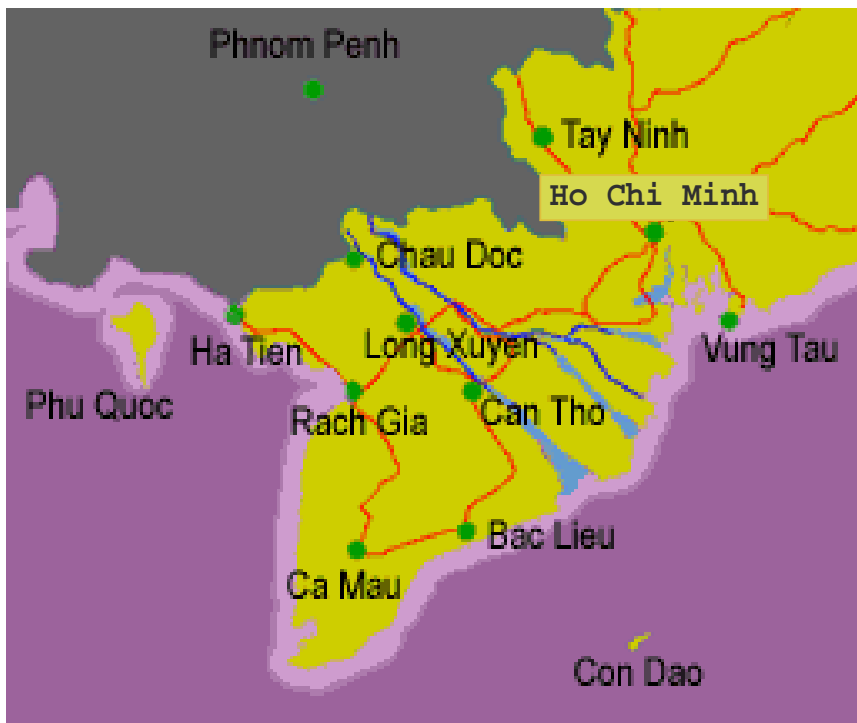 Phnom Penh
Tay Ninh
Ho Chi Minh
Chau Doc
Ha Tien
Long Xuyen
Vung Tau
Phu Quoc
Rach Gia
Can Tho
Bac Lieu
Ca Mau
Con Dao